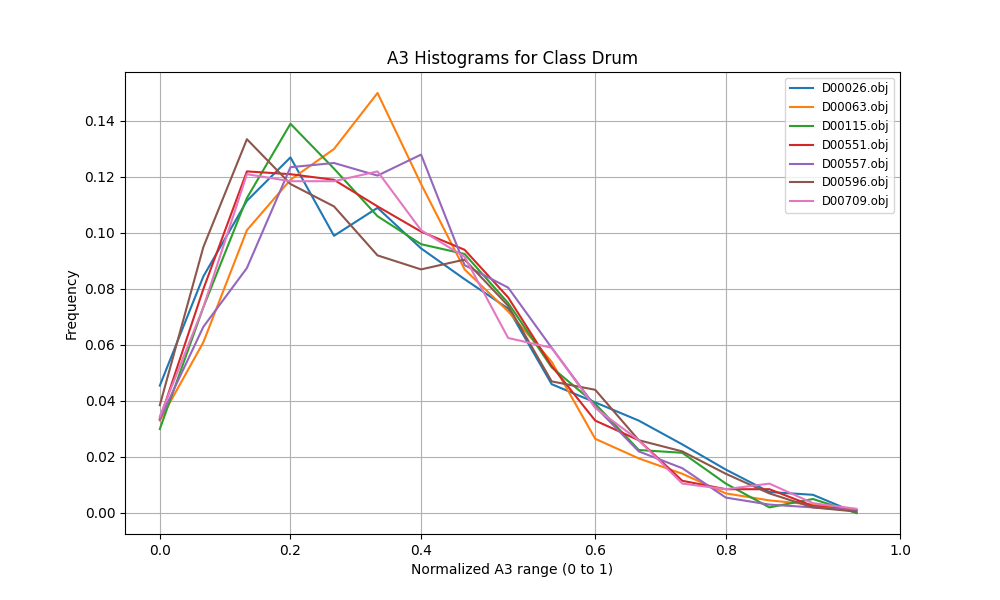 A3 Histograms for Class Drum
D00026.obj
D00063.obj
D00115.obj
D00551.obj
D00557.obj
D00596.obj
D00709.obj
Frequency
0.14
0.12
0.10
0.08
0.06
0.04
0.02
0.00
0.0 0.2 0.4 0.6 0.8 1.0
Normalized A3 range (0 to 1)